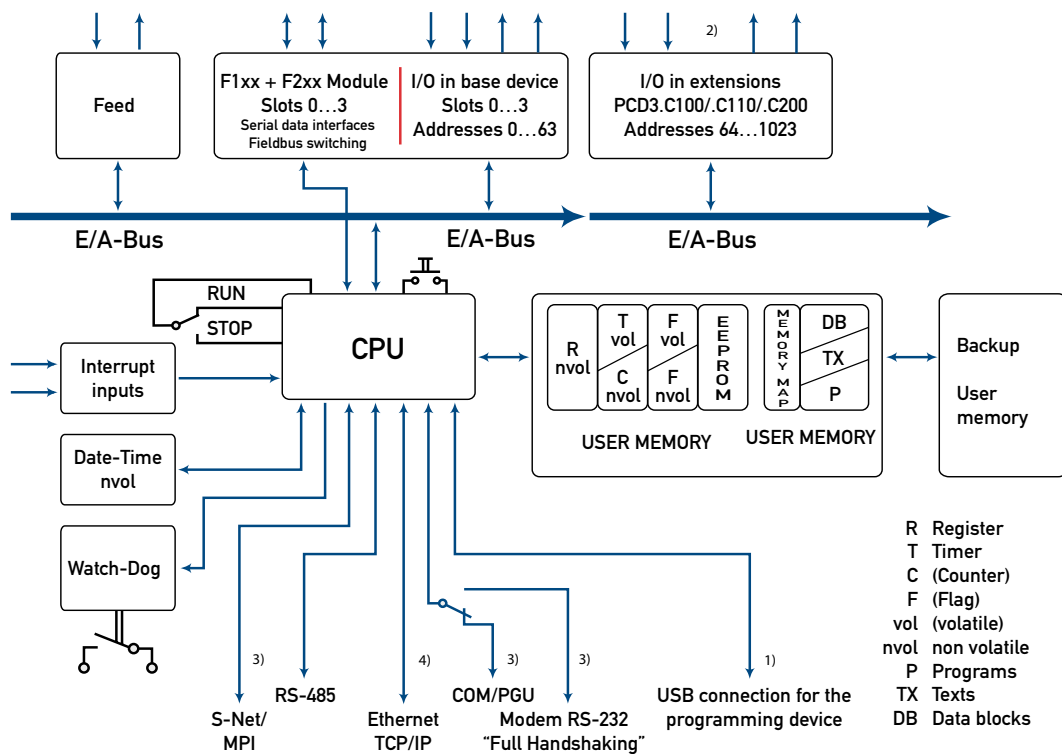 2)
Feed
F1xx + F2xx Module
Slots 0...3
Serial data interfaces
Fieldbus switching
I/O in base device
Slots 0...3
Addresses 0...63
I/O in extensions
PCD3.C100/.C110/.C200
Addresses 64...1023
E/A-Bus
E/A-Bus
E/A-Bus
RUN
STOP
CPU
Interrupt
inputs
Date-Time
nvol
Watch-Dog
R
nvol
T
vol
C
nvol
F
vol
F
nvol
EEPROM
USER MEMORY
MEMORY MAP
DB
TX
P
USER MEMORY
Backup
User
memory
R Register
T Timer
C (Counter)
F (Flag)
vol (volatile)
nvol non volatile
P Programs
TX Texts
DB Data blocks
3)
4)
3)
3)
1)
S-Net/
MPI
RS-485
Ethernet
TCP/IP
COM/PGU
Modem RS-232
“Full Handshaking”
USB connection for the
programming device